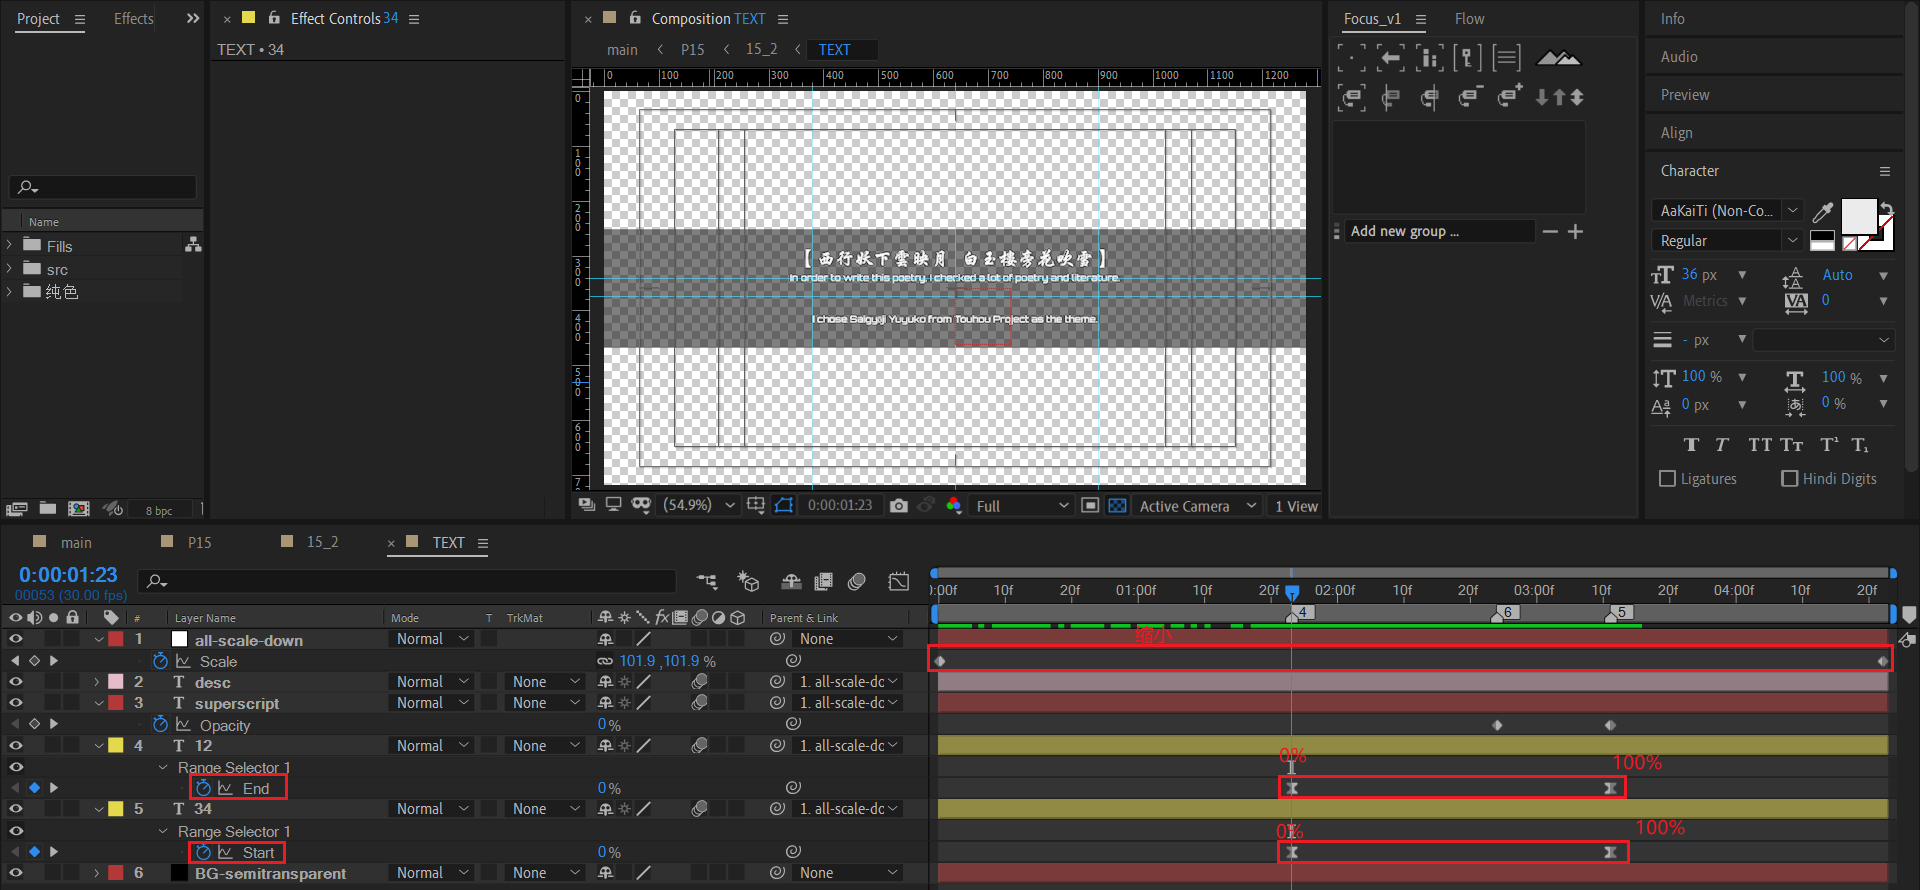 Project
Effects
Effect Controls 34
Composition TEXT
Focus_v1
Flow
Info
TEXT • 34
main
P15
15_2
TEXT
Audio
0 100 200 300 400 500 600 700 800 900 1000 1100 1200
Preview
Align
Character
Name
Fills
src
纯色
AaKaiTi (Non-Co...
Regular
Add new group ...
【西行妖下雲映月 白玉楼旁花吹雪】
In order to write this poetry, I checked a lot of poetry and literature.
I chose Saigyoji Yuyuko from Touhou Project as the theme.
36 px
Auto
Metrics
0
- px
100 %
100 %
0 px
0 %
Ligatures
Hindi Digits
8 bpc
(54.9%)
0:00:01:23
Full
Active Camera
1 View
main
P15
15_2
TEXT
0:00:01:23
00053 (30.00 fps)
):00f 10f 20f 01:00f 10f 20f 02:00f 10f 20f 03:00f 10f 20f 04:00f 10f 20f
4
6
5
# Layer Name Mode T TrkMat Parent & Link
1 all-scale-down Normal None
缩小
Scale 101.9 ,101.9 %
2 T desc Normal None 1. all-scale-dc
3 T superscript Normal None 1. all-scale-dc
Opacity 0 %
4 T 12 Normal None 1. all-scale-dc
Range Selector 1
0%
100%
End 0 %
5 T 34 Normal None 1. all-scale-dc
Range Selector 1
0%
100%
Start 0 %
6 BG-semitransparent Normal None